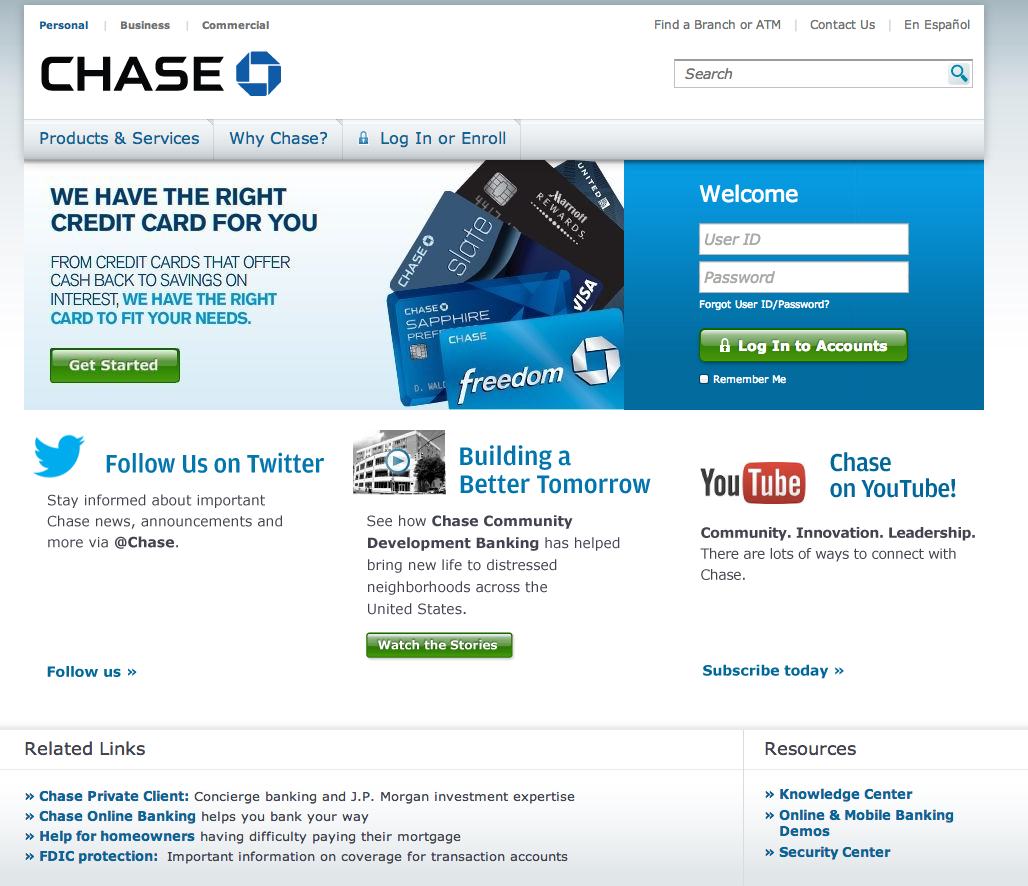 Personal | Business | Commercial
Find a Branch or ATM | Contact Us | En Español
CHASE
Search
Products & Services
Why Chase?
Log In or Enroll
WE HAVE THE RIGHT
CREDIT CARD FOR YOU
FROM CREDIT CARDS THAT OFFER
CASH BACK TO SAVINGS ON
INTEREST, WE HAVE THE RIGHT
CARD TO FIT YOUR NEEDS.
Get Started
UNITED
Marriott
REWARDS.
4417
CHASE
slate
VISA
CHASE
SAPPHIRE
D. WAL
CHASE
freedom
Welcome
User ID
Password
Forgot User ID/Password?
Log In to Accounts
Remember Me
Follow Us on Twitter
Stay informed about important
Chase news, announcements and
more via @Chase.
Follow us »
Building a
Better Tomorrow
See how Chase Community
Development Banking has helped
bring new life to distressed
neighborhoods across the
United States.
Watch the Stories
YouTube
Chase
on YouTube!
Community. Innovation. Leadership.
There are lots of ways to connect with
Chase.
Subscribe today »
Related Links
» Chase Private Client: Concierge banking and J.P. Morgan investment expertise
» Chase Online Banking helps you bank your way
» Help for homeowners having difficulty paying their mortgage
» FDIC protection: Important information on coverage for transaction accounts
Resources
» Knowledge Center
» Online & Mobile Banking
Demos
» Security Center